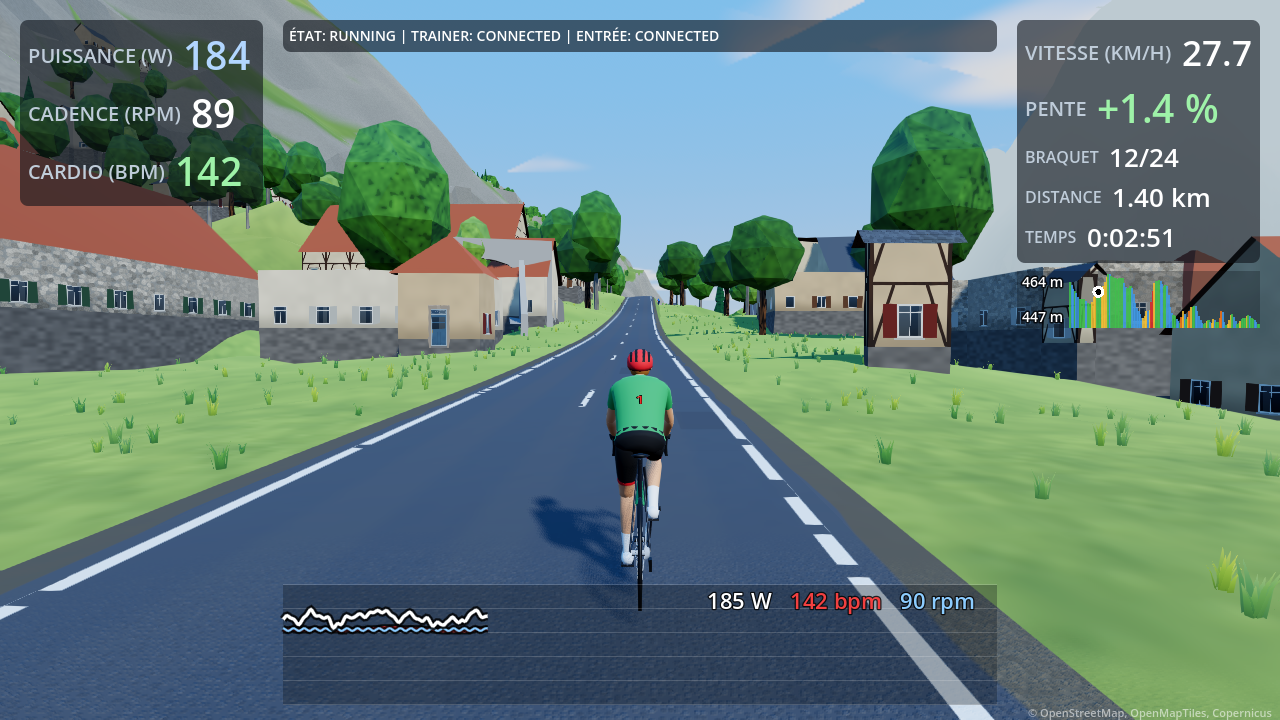 PUISSANCE (W) 184
CADENCE (RPM) 89
CARDIO (BPM) 142
ÉTAT: RUNNING | TRAINER: CONNECTED | ENTRÉE: CONNECTED
VITESSE (KM/H) 27.7
PENTE +1.4 %
BRAQUET 12/24
DISTANCE 1.40 km
TEMPS 0:02:51
464 m
447 m
1
185 W 142 bpm 90 rpm
© OpenStreetMap, OpenMapTiles, Copernicus